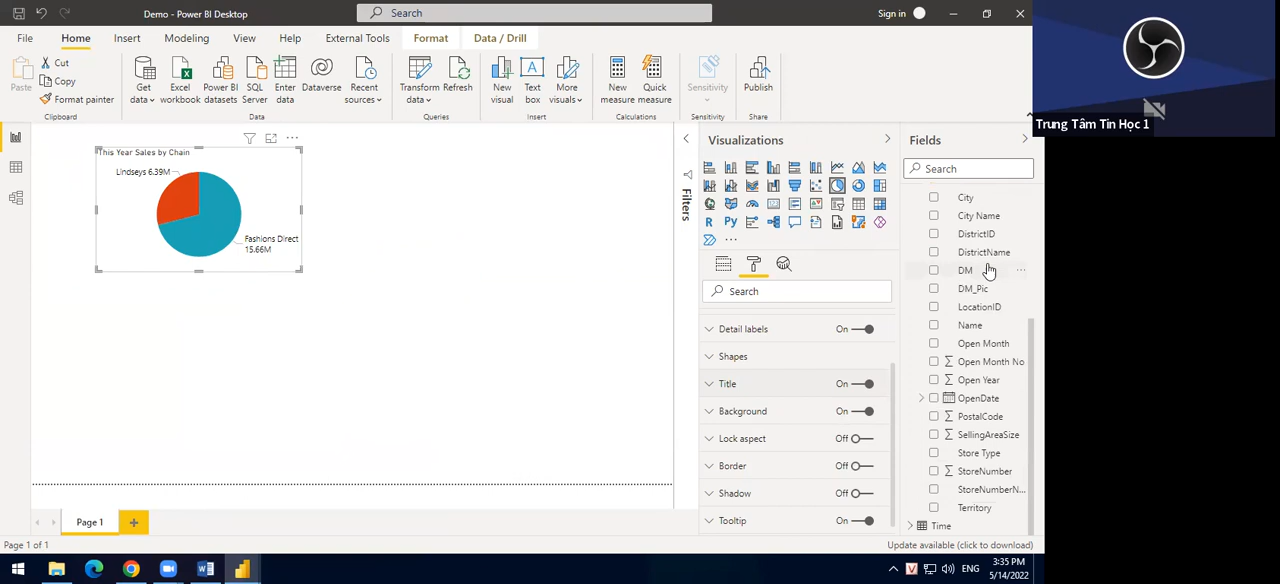 Demo - Power BI Desktop
Search
Sign in
File
Home
Insert
Modeling
View
Help
External Tools
Format
Data / Drill
Paste
Cut
Copy
Format painter
Clipboard
Get data
Excel workbook
Power BI datasets
SQL Server
Enter data
Dataverse
Recent sources
Data
Transform data
Refresh
Queries
New visual
Text box
More visuals
Insert
New measure
Quick measure
Calculations
Sensitivity
Sensitivity
Publish
Share
Trung Tâm Tin Học 1
This Year Sales by Chain
Lindseys 6.39M
Fashions Direct
15.66M
Filters
Visualizations
R
Py
Search
Detail labels On
Shapes
Title On
Background On
Lock aspect Off
Border Off
Shadow Off
Tooltip On
Fields
Search
City
City Name
DistrictID
DistrictName
DM
DM_Pic
LocationID
Name
Open Month
Open Month No
Open Year
OpenDate
PostalCode
SellingAreaSize
Store Type
StoreNumber
StoreNumberN...
Territory
Time
Page 1
Page 1 of 1
Update available (click to download)
ENG
3:35 PM
5/14/2022